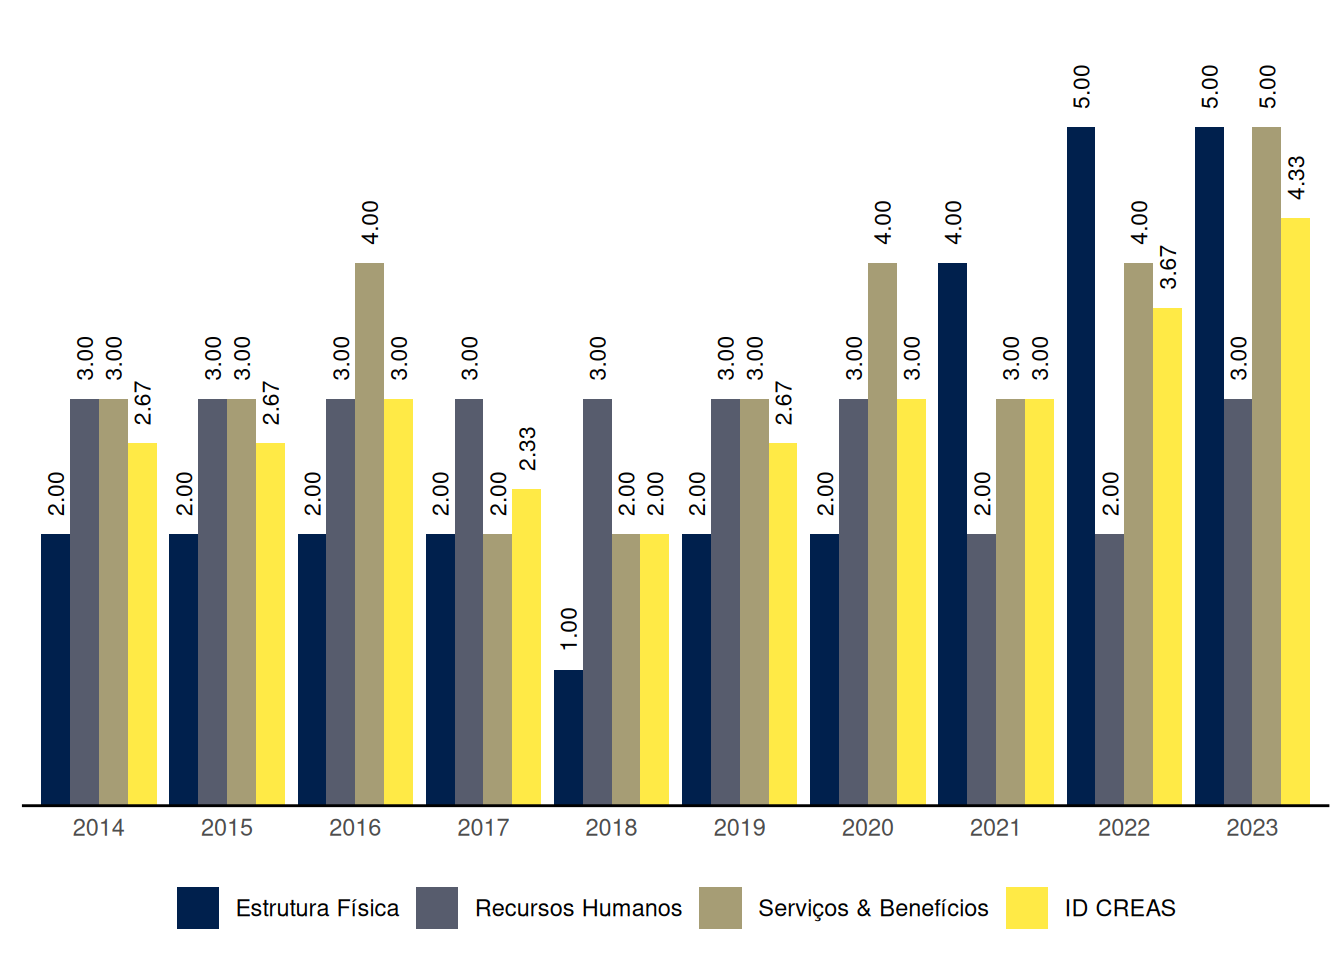 2.00 3.00 3.00 2.67 2.00 3.00 3.00 2.67 2.00 3.00 4.00 3.00 2.00 3.00 2.00 2.33 1.00 3.00 2.00 2.00 2.00 3.00 3.00 2.67 2.00 3.00 4.00 3.00 4.00 2.00 3.00 3.00 5.00 2.00 4.00 3.67 5.00 3.00 5.00 4.33
2014 2015 2016 2017 2018 2019 2020 2021 2022 2023
Estrutura Física Recursos Humanos Serviços & Benefícios ID CREAS